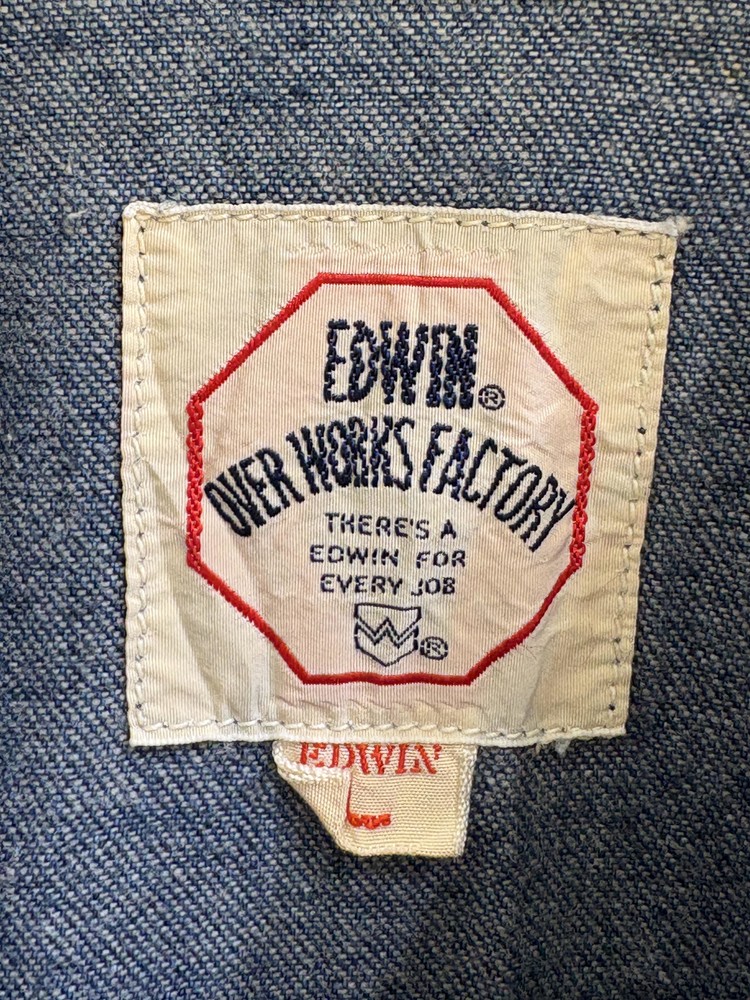 EDWIN®
OVER WORKS FACTORY
THERE'S A
EDWIN FOR
EVERY JOB
W®
EDWIN
L